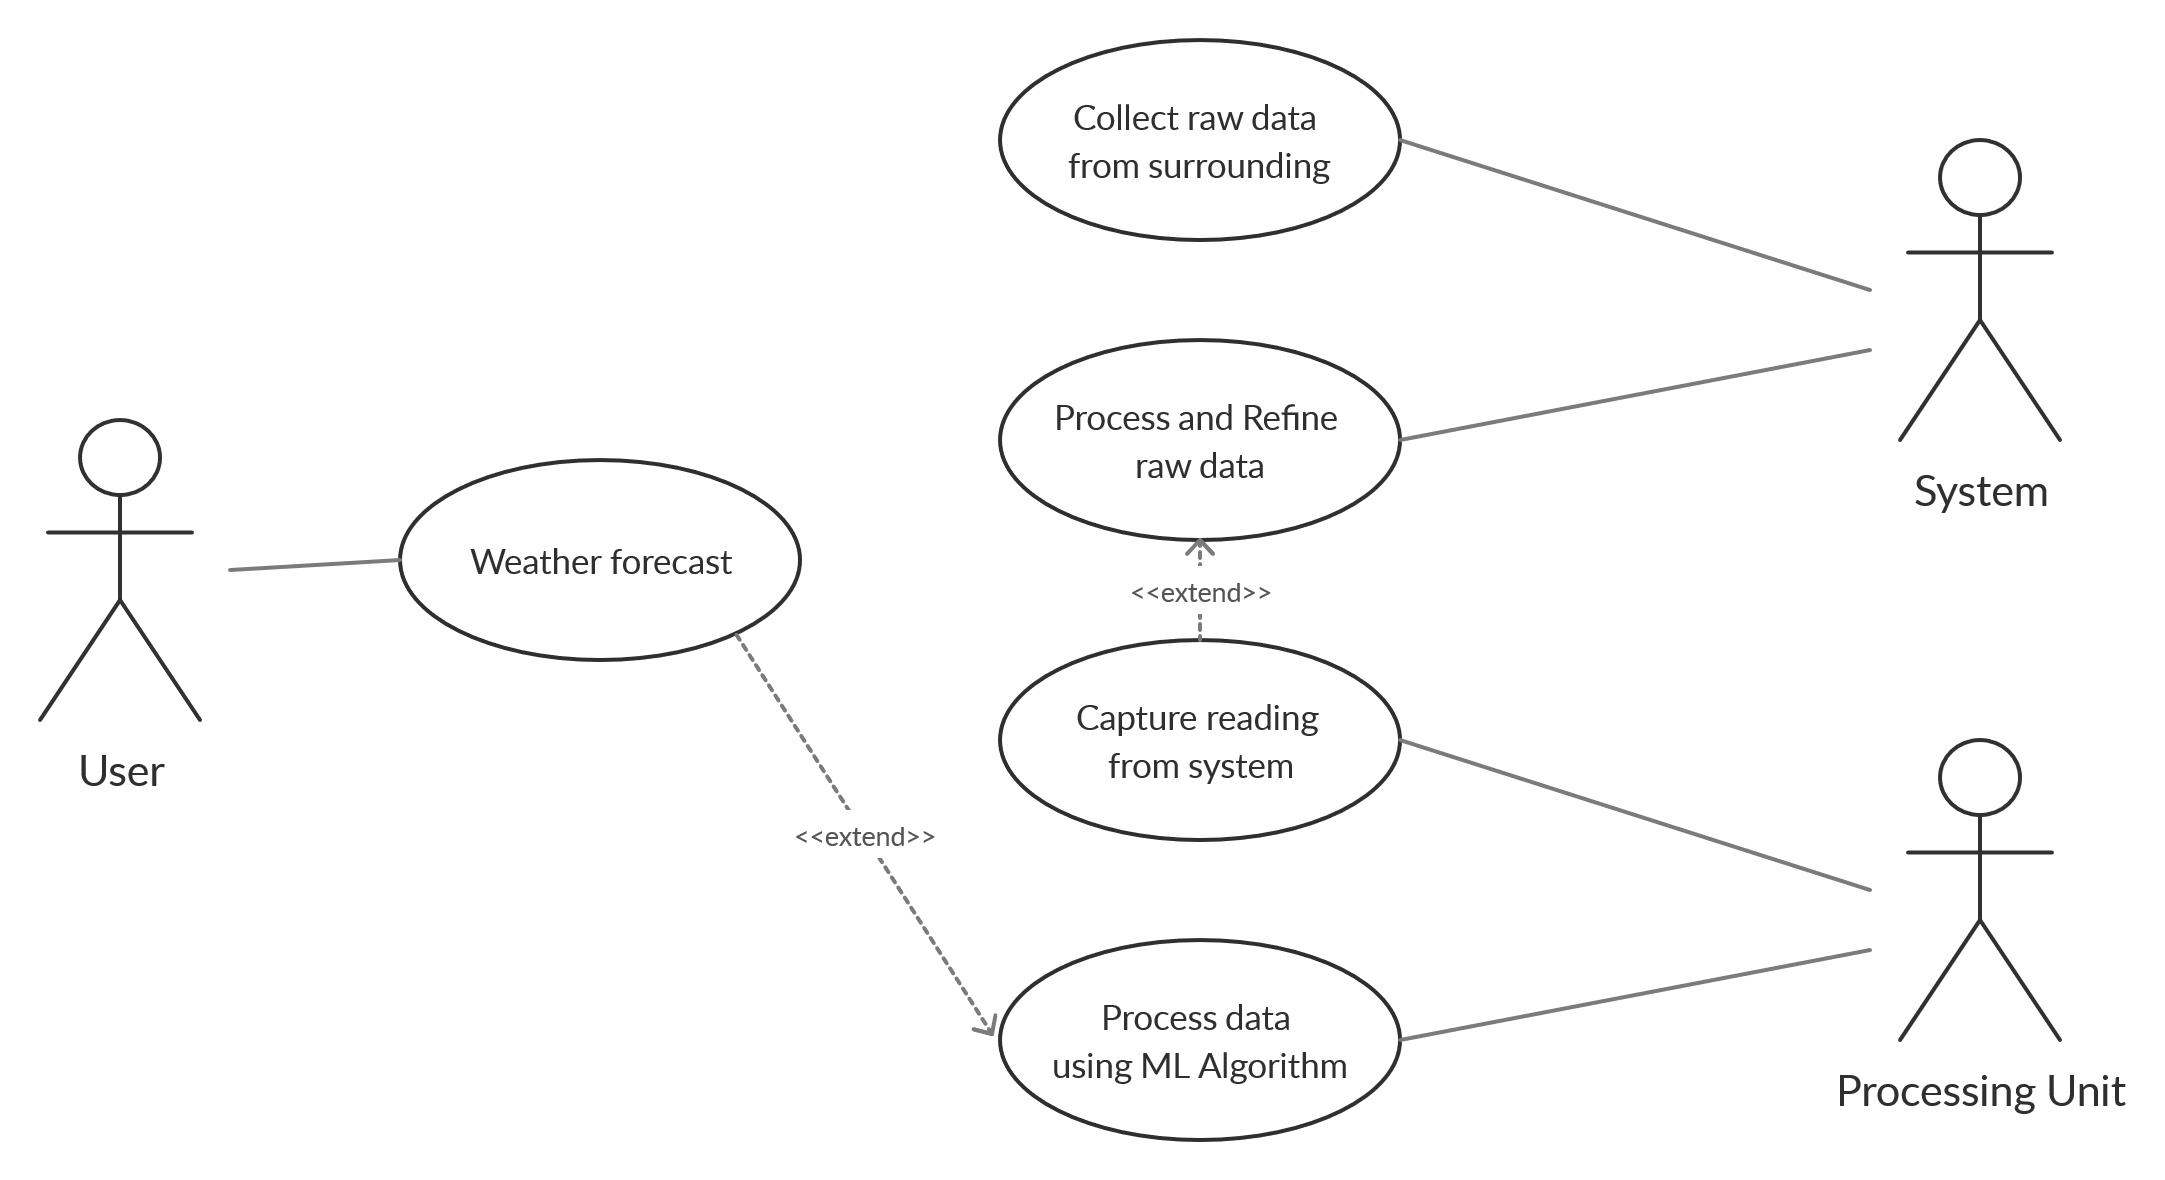 Collect raw data
from surrounding
Process and Refine
raw data
System
Weather forecast
<<extend>>
Capture reading
from system
User
<<extend>>
Process data
using ML Algorithm
Processing Unit